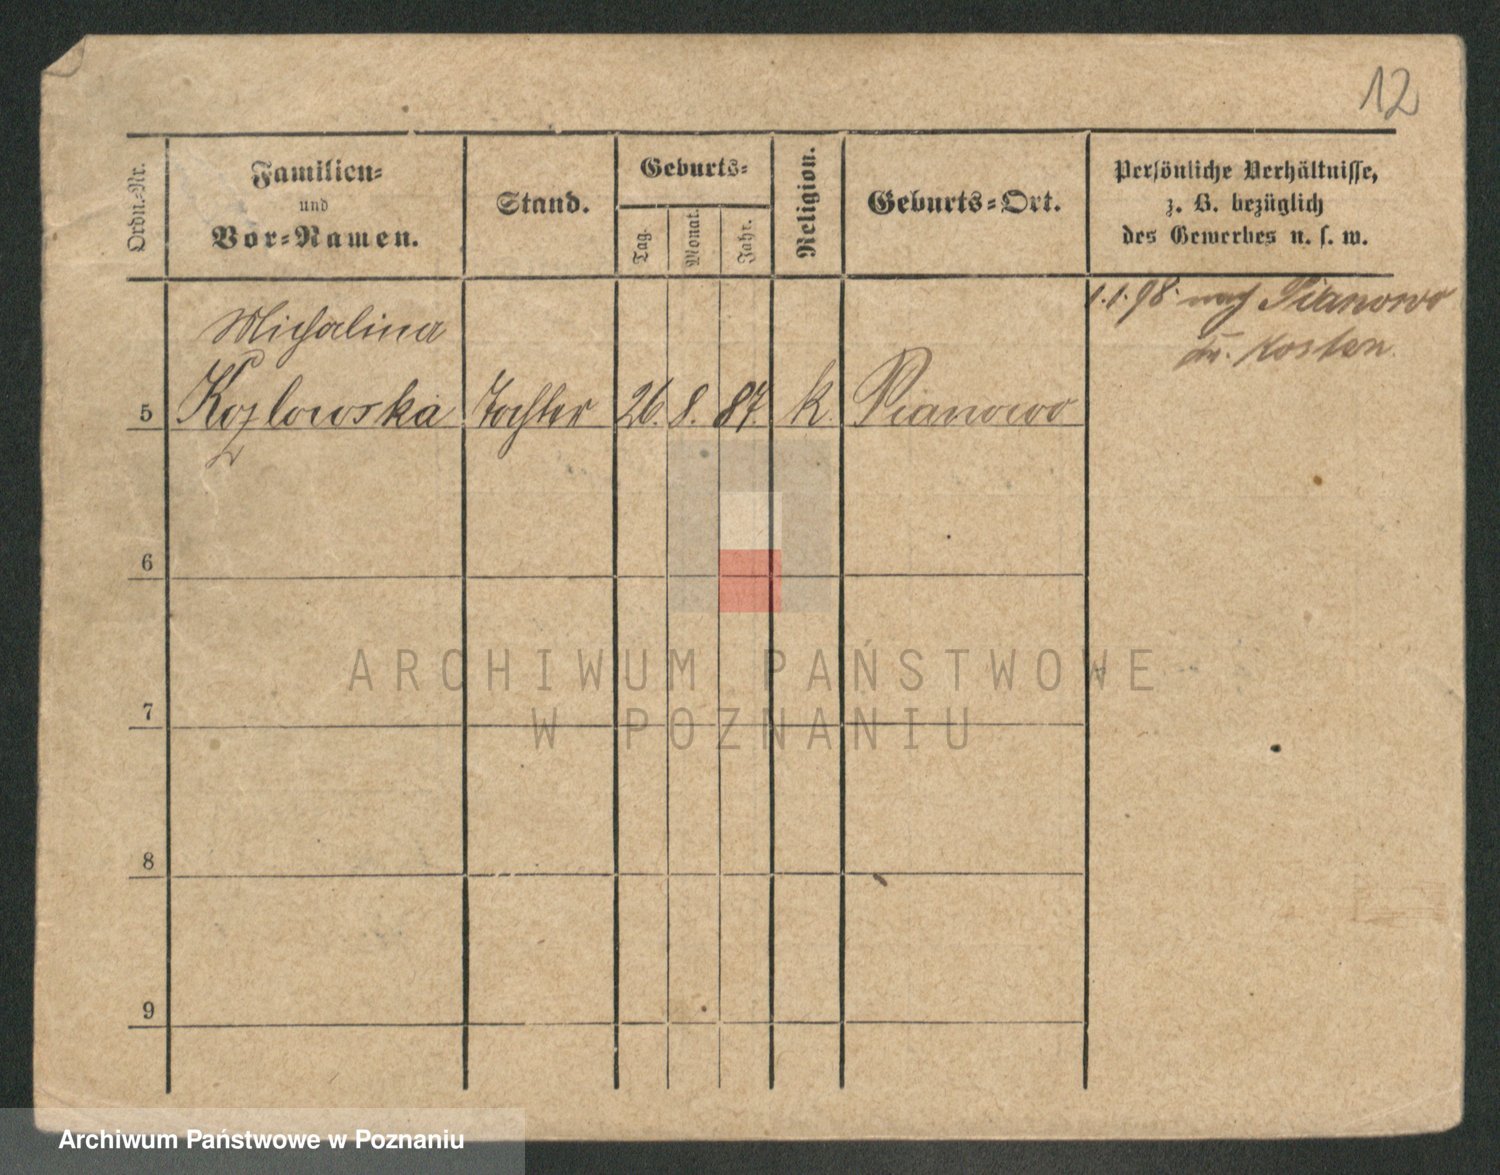 12
Ordn.-Nr.
Familien-
und
Vor-Namen.
Stand.
Geburts-
Tag.
Monat.
Jahr.
Religion.
Geburts-Ort.
Persönliche Verhältnisse,
z. B. bezüglich
des Gewerbes u. s. w.
1.1.98. nach Pianowo
Kosten.
Michalina
5 Kozlowska Tochter 26. 8. 87. k. Pianowo
6
7
8
9
ARCHIWUM PAŃSTWOWE
W POZNANIU
Archiwum Państwowe w Poznaniu